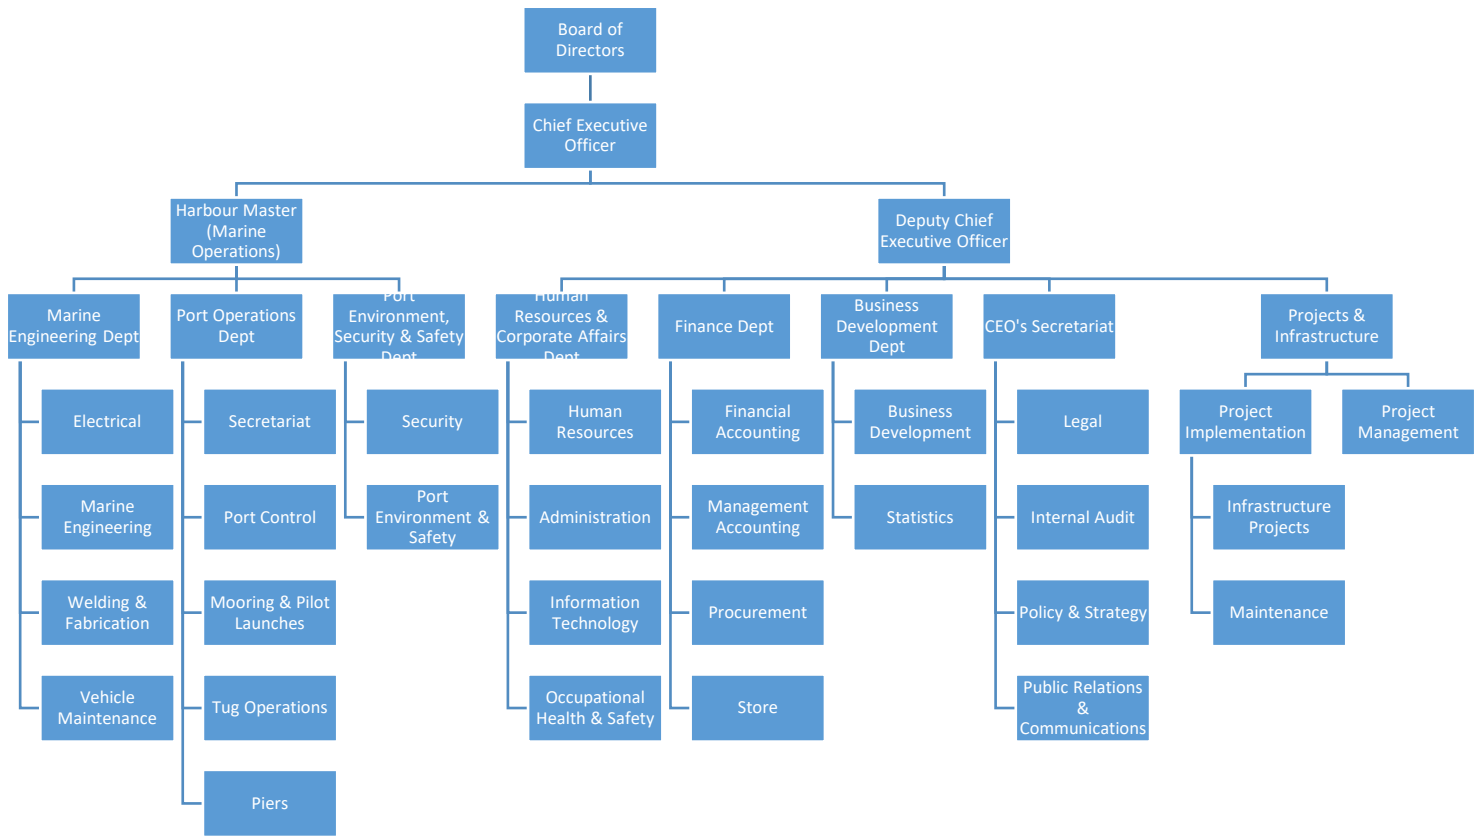 Board of
Directors
Chief Executive
Officer
Harbour Master
(Marine
Operations)
Deputy Chief
Executive Officer
Marine
Engineering Dept
Port Operations
Dept
Port
Environment,
Security & Safety
Dept
Human
Resources &
Corporate Affairs
Dept
Finance Dept
Business
Development
Dept
CEO's Secretariat
Projects &
Infrastructure
Electrical
Secretariat
Security
Human
Resources
Financial
Accounting
Business
Development
Legal
Project
Implementation
Project
Management
Marine
Engineering
Port Control
Port
Environment &
Safety
Administration
Management
Accounting
Statistics
Internal Audit
Infrastructure
Projects
Welding &
Fabrication
Mooring & Pilot
Launches
Information
Technology
Procurement
Policy & Strategy
Maintenance
Vehicle
Maintenance
Tug Operations
Occupational
Health & Safety
Store
Public Relations
&
Communications
Piers